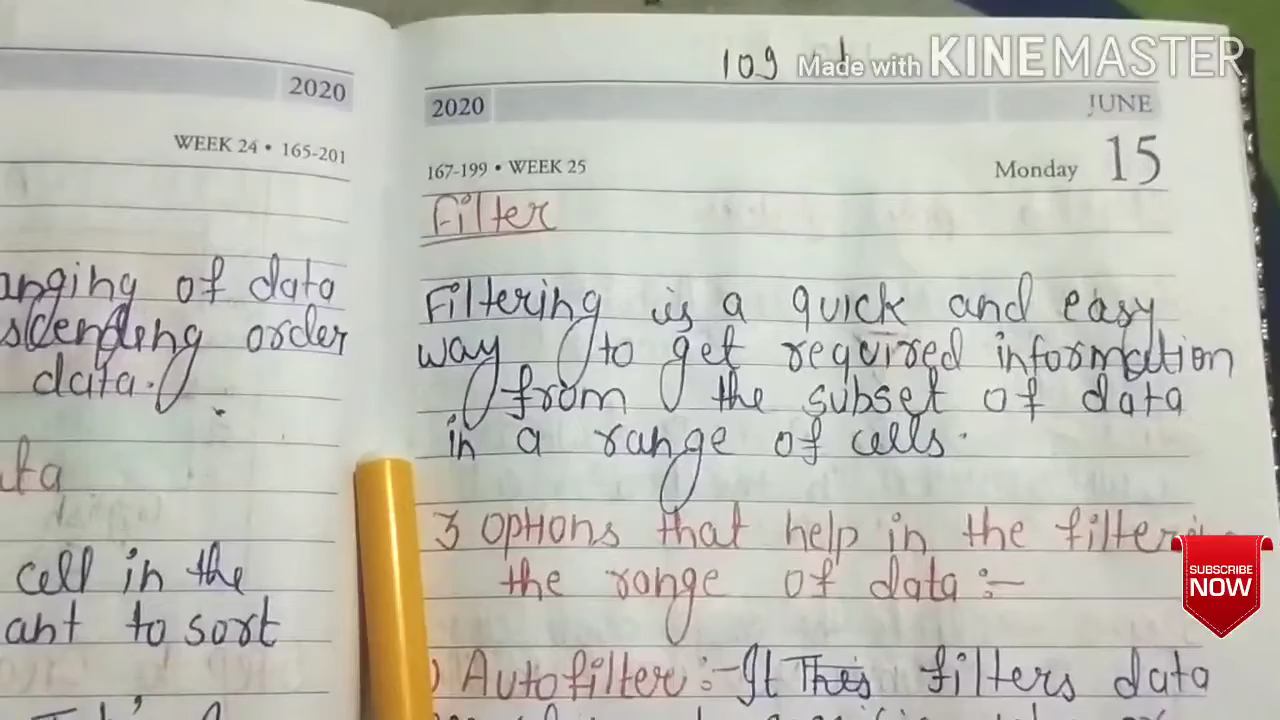 2020
WEEK 24 • 165-201
anging of data
scending order
data.
ata
cell in the
ant to sort
109
Made with KINEMASTER
2020 JUNE
167-199 • WEEK 25 Monday 15
Filter
Filtering is a quick and easy
way to get required information
from the subset of data
in a range of cells.
3 options that help in the filteri
the range of data :-
) Autofilter :- It This filters data
SUBSCRIBE
NOW